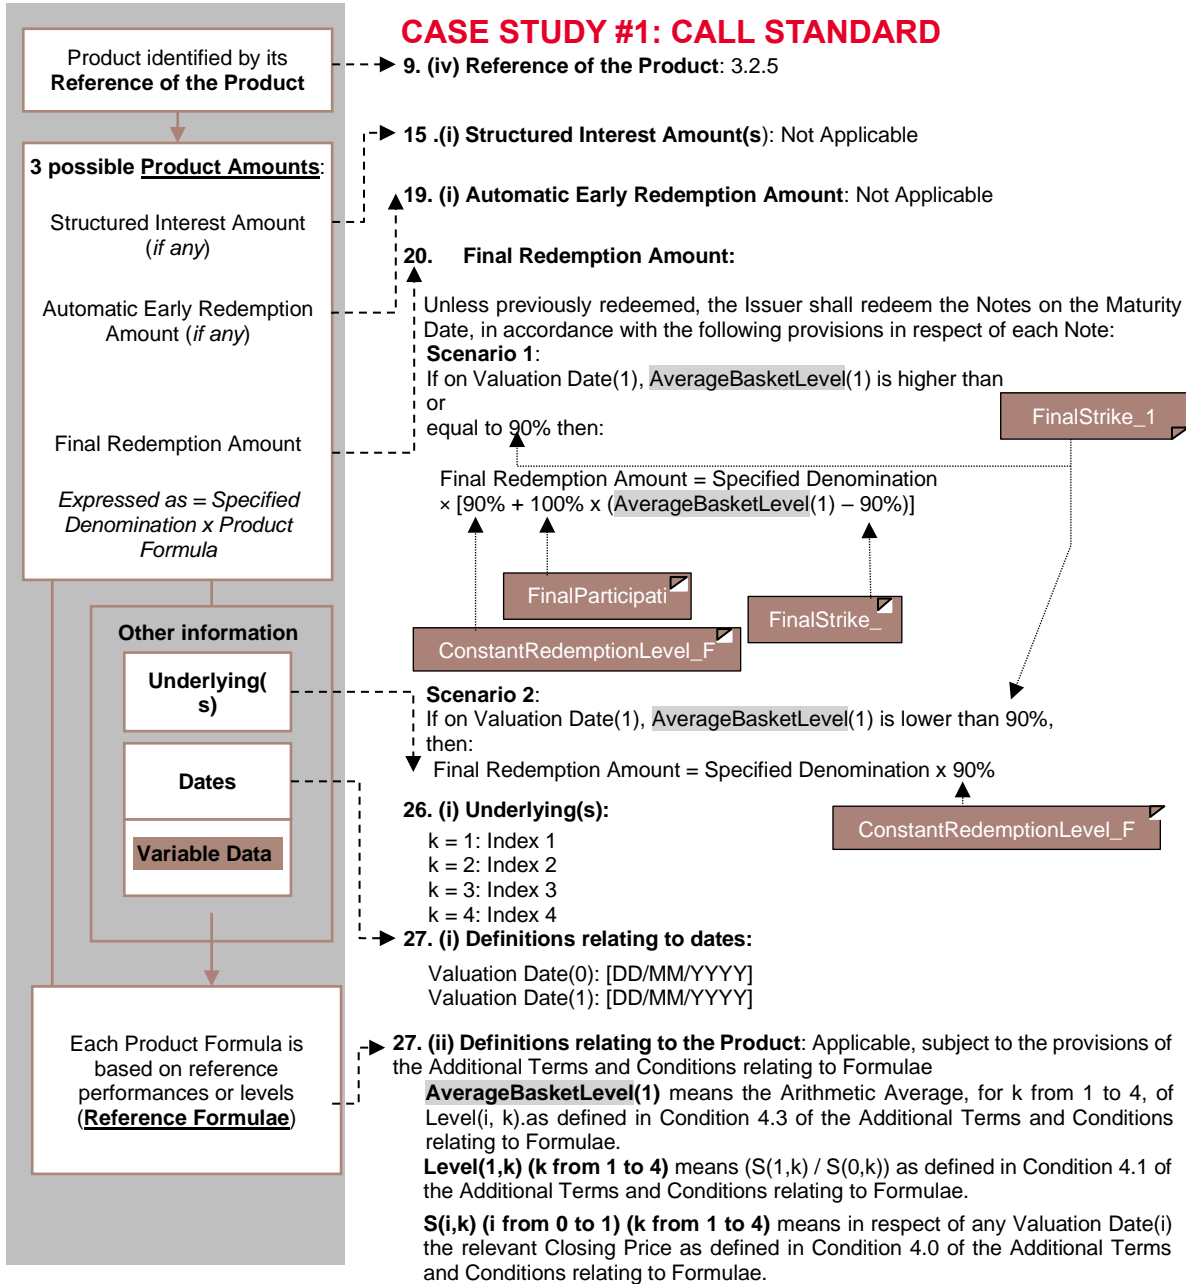 CASE STUDY #1: CALL STANDARD
Product identified by its
Reference of the Product
9. (iv) Reference of the Product: 3.2.5
3 possible Product Amounts:
Structured Interest Amount
(if any)
Automatic Early Redemption
Amount (if any)
Final Redemption Amount
Expressed as = Specified
Denomination x Product
Formula
15 .(i) Structured Interest Amount(s): Not Applicable
19. (i) Automatic Early Redemption Amount: Not Applicable
20. Final Redemption Amount:
Unless previously redeemed, the Issuer shall redeem the Notes on the Maturity
Date, in accordance with the following provisions in respect of each Note:
Scenario 1:
If on Valuation Date(1), AverageBasketLevel(1) is higher than
or
equal to 90% then:
FinalStrike_1
Final Redemption Amount = Specified Denomination
× [90% + 100% x (AverageBasketLevel(1) – 90%)]
FinalParticipati
FinalStrike_
ConstantRedemptionLevel_F
Other information
Underlying(
s)
Dates
Variable Data
Scenario 2:
If on Valuation Date(1), AverageBasketLevel(1) is lower than 90%,
then:
Final Redemption Amount = Specified Denomination x 90%
ConstantRedemptionLevel_F
26. (i) Underlying(s):
k = 1: Index 1
k = 2: Index 2
k = 3: Index 3
k = 4: Index 4
27. (i) Definitions relating to dates:
Valuation Date(0): [DD/MM/YYYY]
Valuation Date(1): [DD/MM/YYYY]
Each Product Formula is
based on reference
performances or levels
(Reference Formulae)
27. (ii) Definitions relating to the Product: Applicable, subject to the provisions of
the Additional Terms and Conditions relating to Formulae
AverageBasketLevel(1) means the Arithmetic Average, for k from 1 to 4, of
Level(i, k).as defined in Condition 4.3 of the Additional Terms and Conditions
relating to Formulae.
Level(1,k) (k from 1 to 4) means (S(1,k) / S(0,k)) as defined in Condition 4.1 of
the Additional Terms and Conditions relating to Formulae.
S(i,k) (i from 0 to 1) (k from 1 to 4) means in respect of any Valuation Date(i)
the relevant Closing Price as defined in Condition 4.0 of the Additional Terms
and Conditions relating to Formulae.